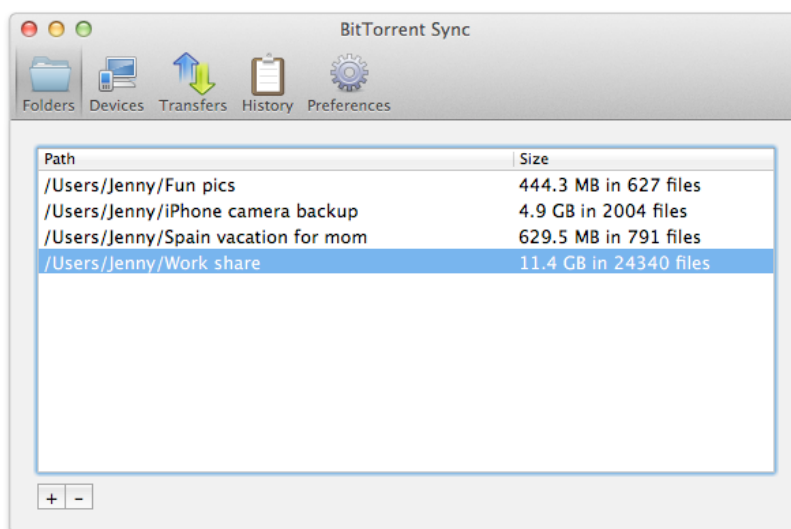 BitTorrent Sync
Folders Devices Transfers History Preferences
Path Size
/Users/Jenny/Fun pics 444.3 MB in 627 files
/Users/Jenny/iPhone camera backup 4.9 GB in 2004 files
/Users/Jenny/Spain vacation for mom 629.5 MB in 791 files
/Users/Jenny/Work share 11.4 GB in 24340 files
+ -